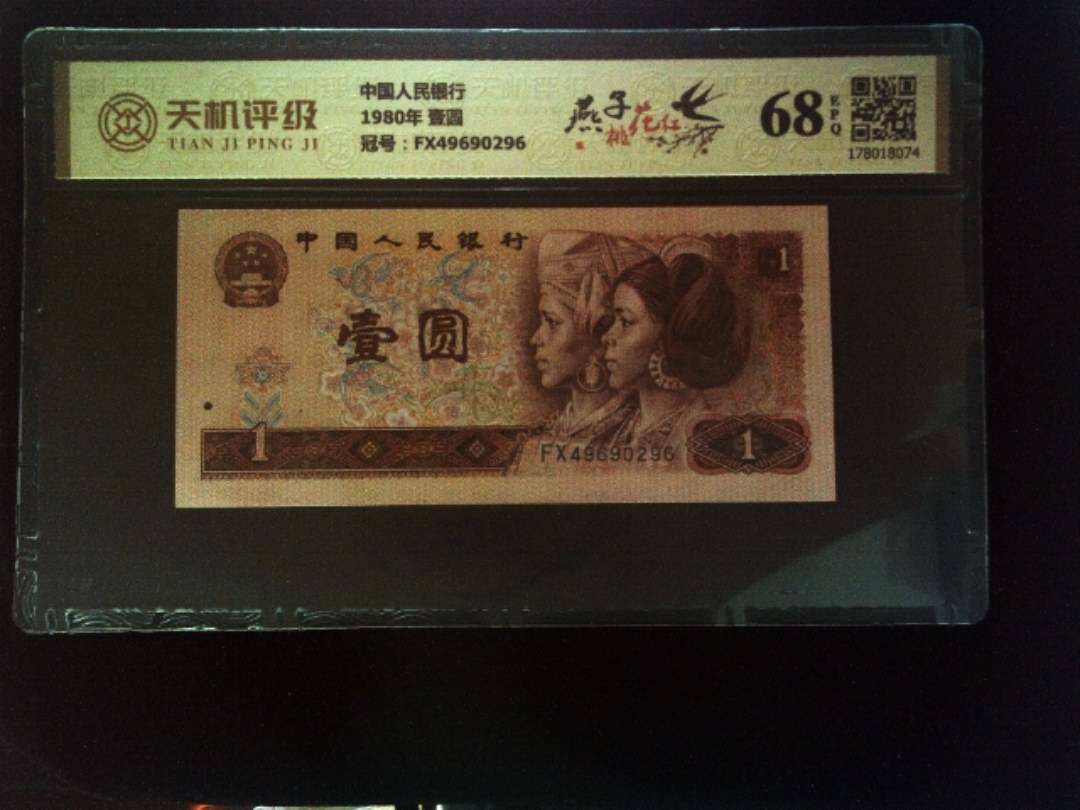 天机评级
TIAN JI PING JI
中国人民银行
1980年 壹圆
冠号：FX49690296
燕子
桃花红
68
EPQ
178018074
中国人民银行
1
壹圆
1
FX49690296
1